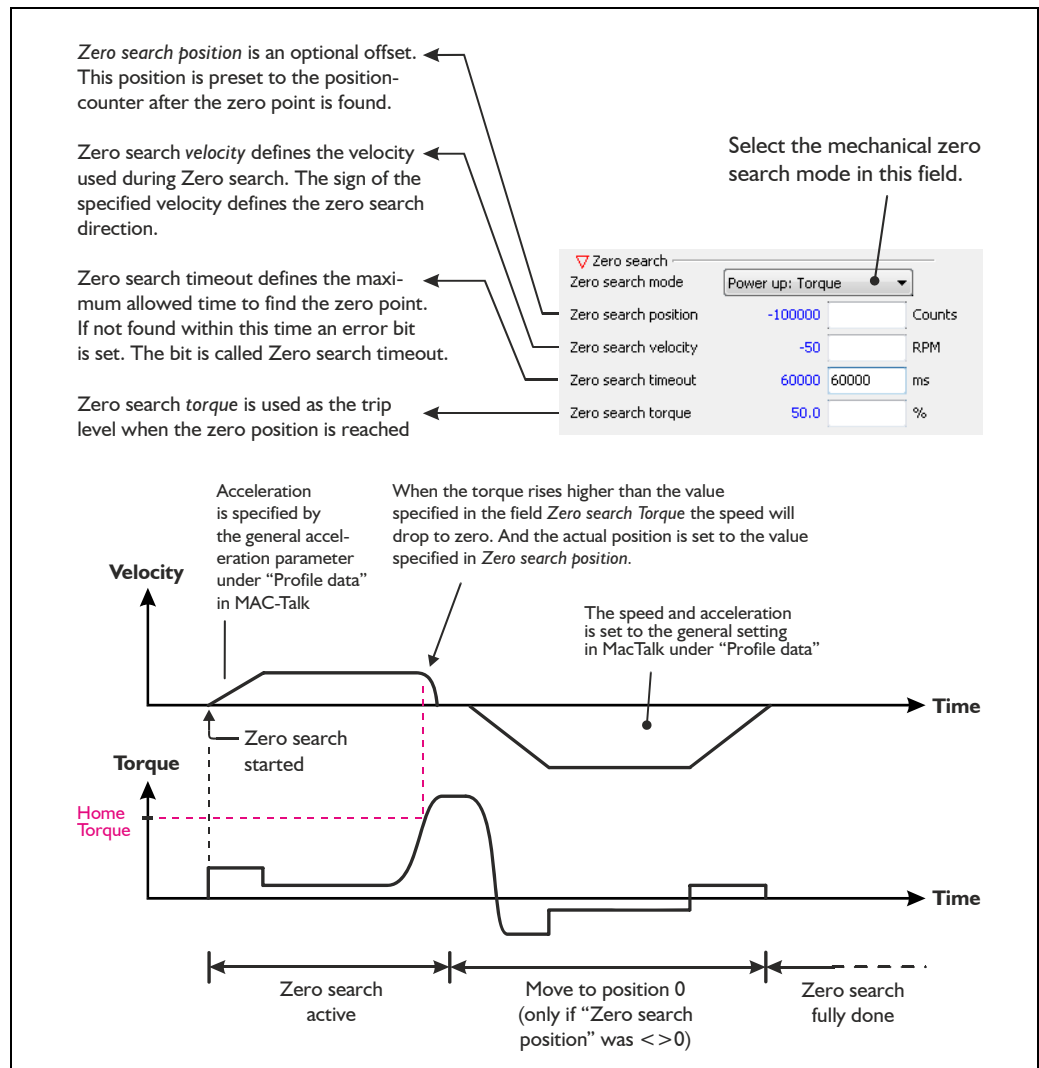 Zero search position is an optional offset.
This position is preset to the position-
counter after the zero point is found.
Zero search velocity defines the velocity
used during Zero search. The sign of the
specified velocity defines the zero search
direction.
Zero search timeout defines the maxi-
mum allowed time to find the zero point.
If not found within this time an error bit
is set. The bit is called Zero search timeout.
Zero search torque is used as the trip
level when the zero position is reached
Select the mechanical zero
search mode in this field.
Zero search
Zero search mode Power up: Torque
Zero search position -100000 Counts
Zero search velocity -50 RPM
Zero search timeout 60000 60000 ms
Zero search torque 50.0 %
Acceleration
is specified by
the general accel-
eration parameter
under “Profile data”
in MAC-Talk
When the torque rises higher than the value
specified in the field Zero search Torque the speed will
drop to zero. And the actual position is set to the value
specified in Zero search position.
Velocity
The speed and acceleration
is set to the general setting
in MacTalk under “Profile data”
Time
Zero search
started
Torque
Home
Torque
Time
Zero search
active
Move to position 0
(only if “Zero search
position” was <>0)
Zero search
fully done